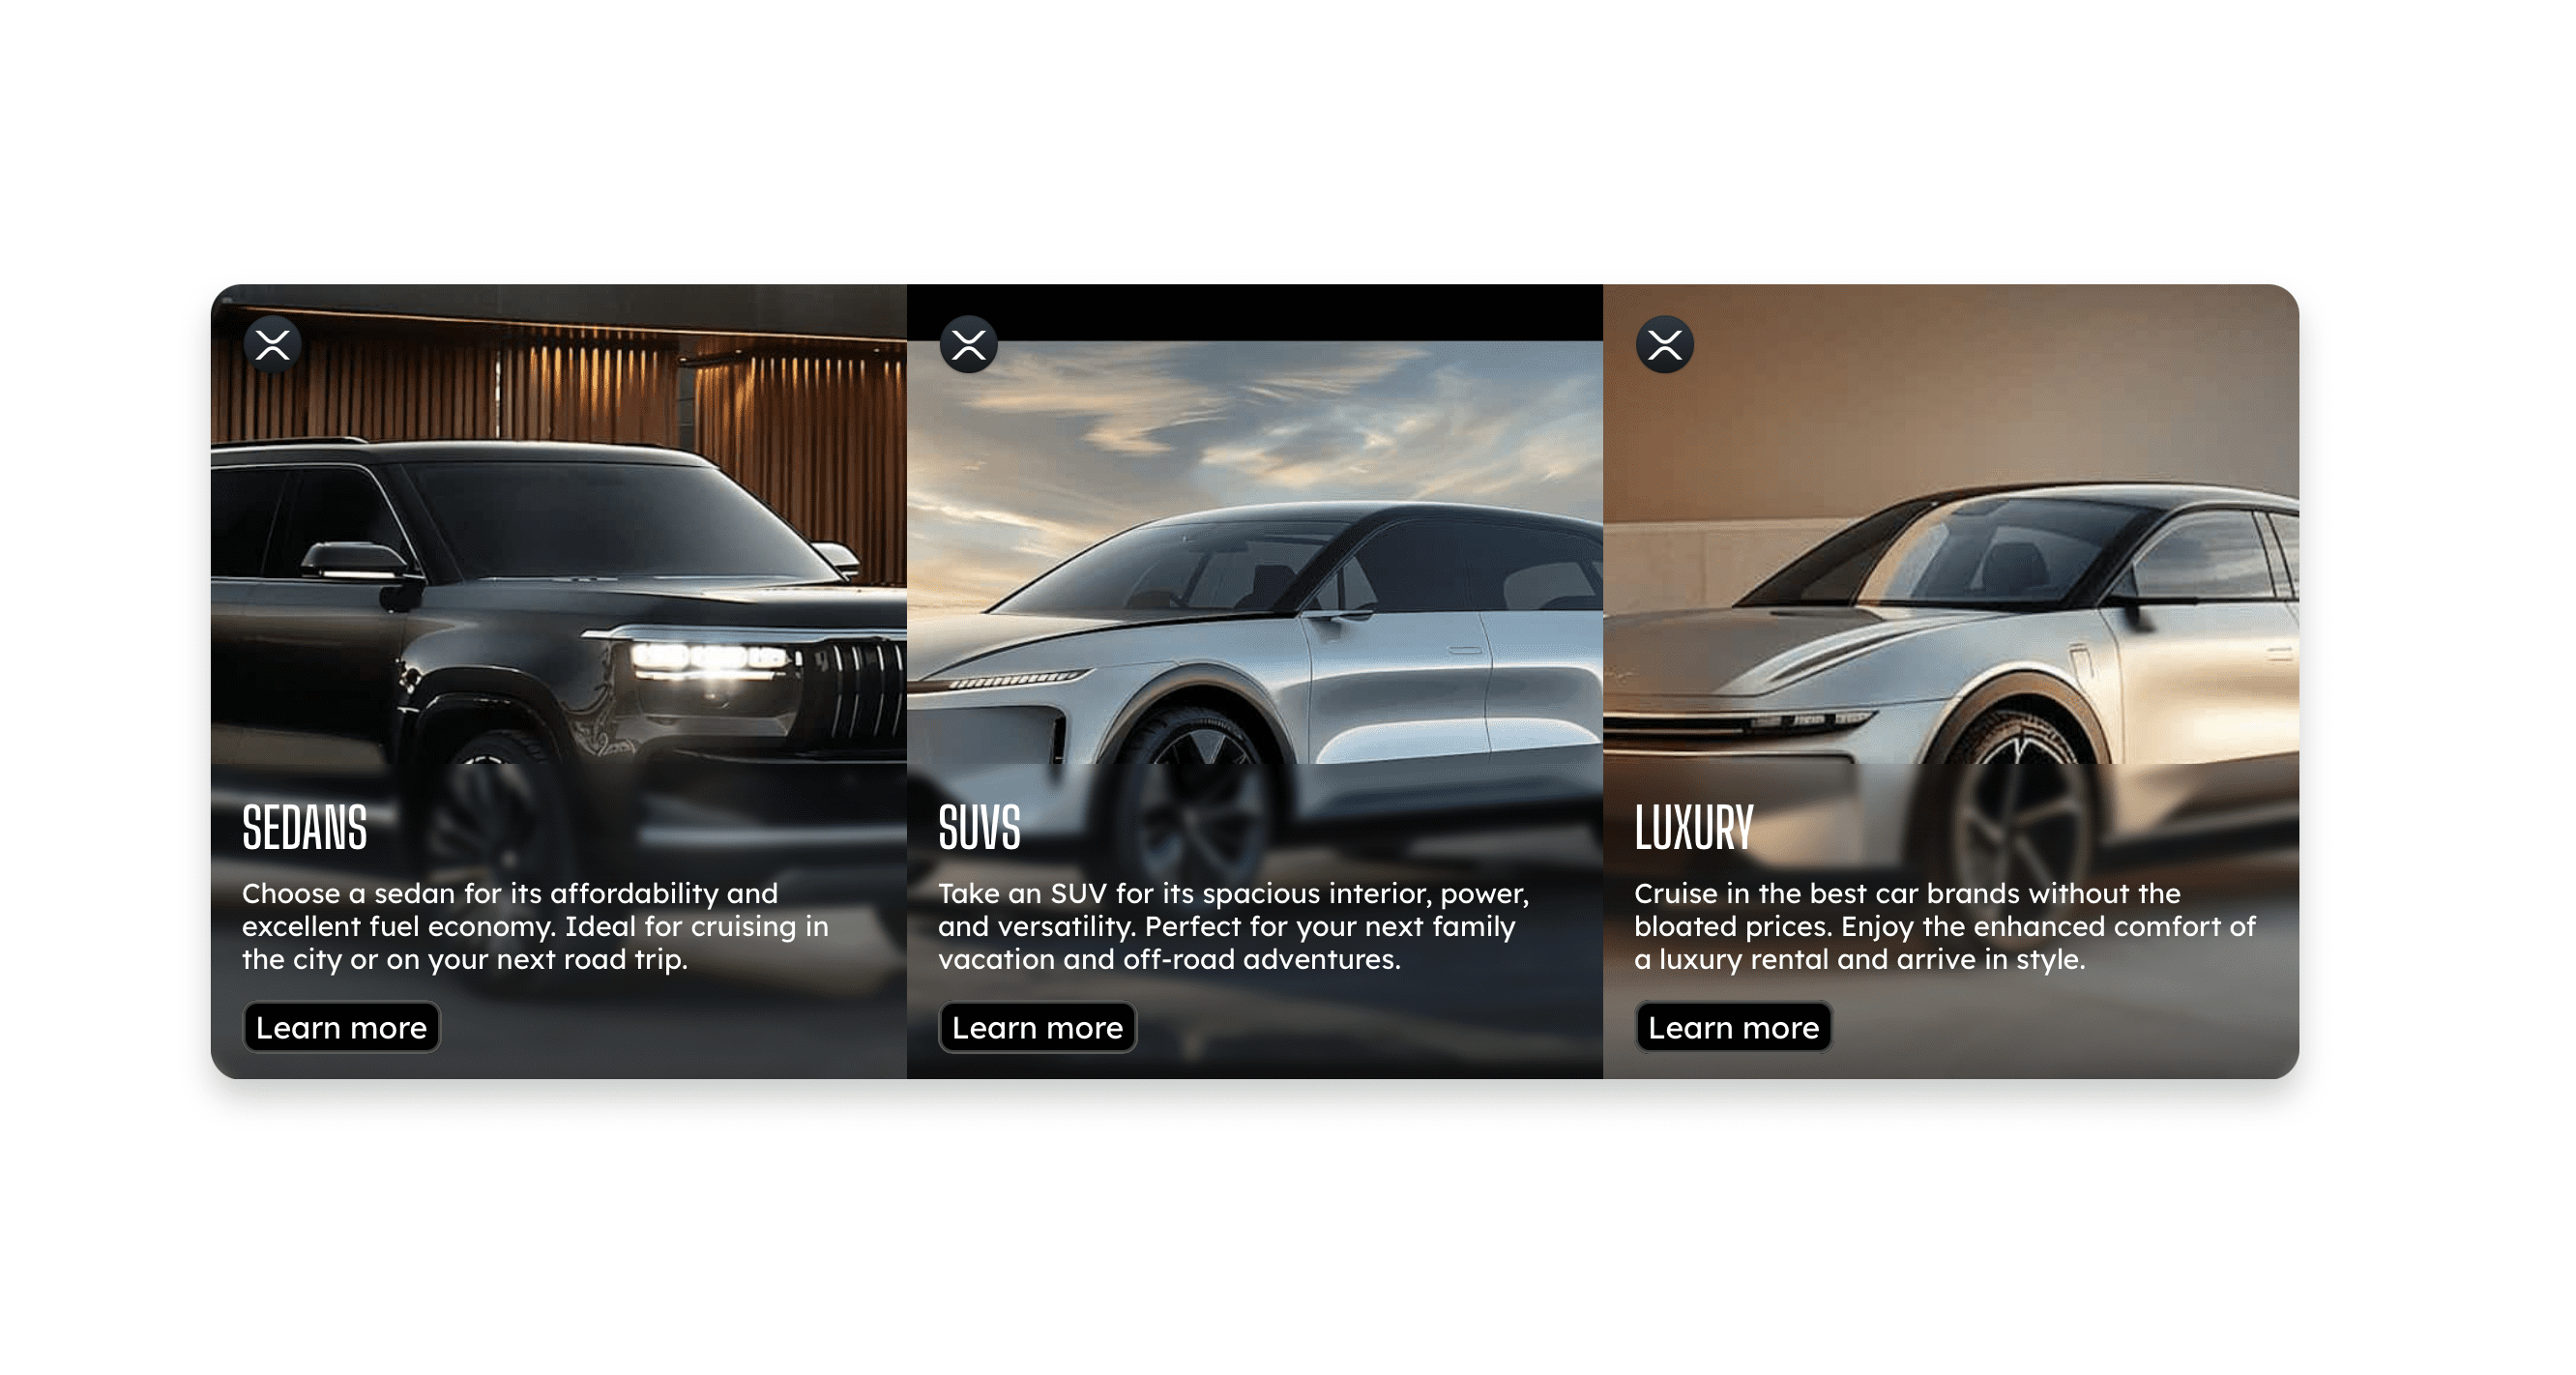 SEDANS
Choose a sedan for its affordability and
excellent fuel economy. Ideal for cruising in
the city or on your next road trip.
Learn more
SUVS
Take an SUV for its spacious interior, power,
and versatility. Perfect for your next family
vacation and off-road adventures.
Learn more
LUXURY
Cruise in the best car brands without the
bloated prices. Enjoy the enhanced comfort of
a luxury rental and arrive in style.
Learn more